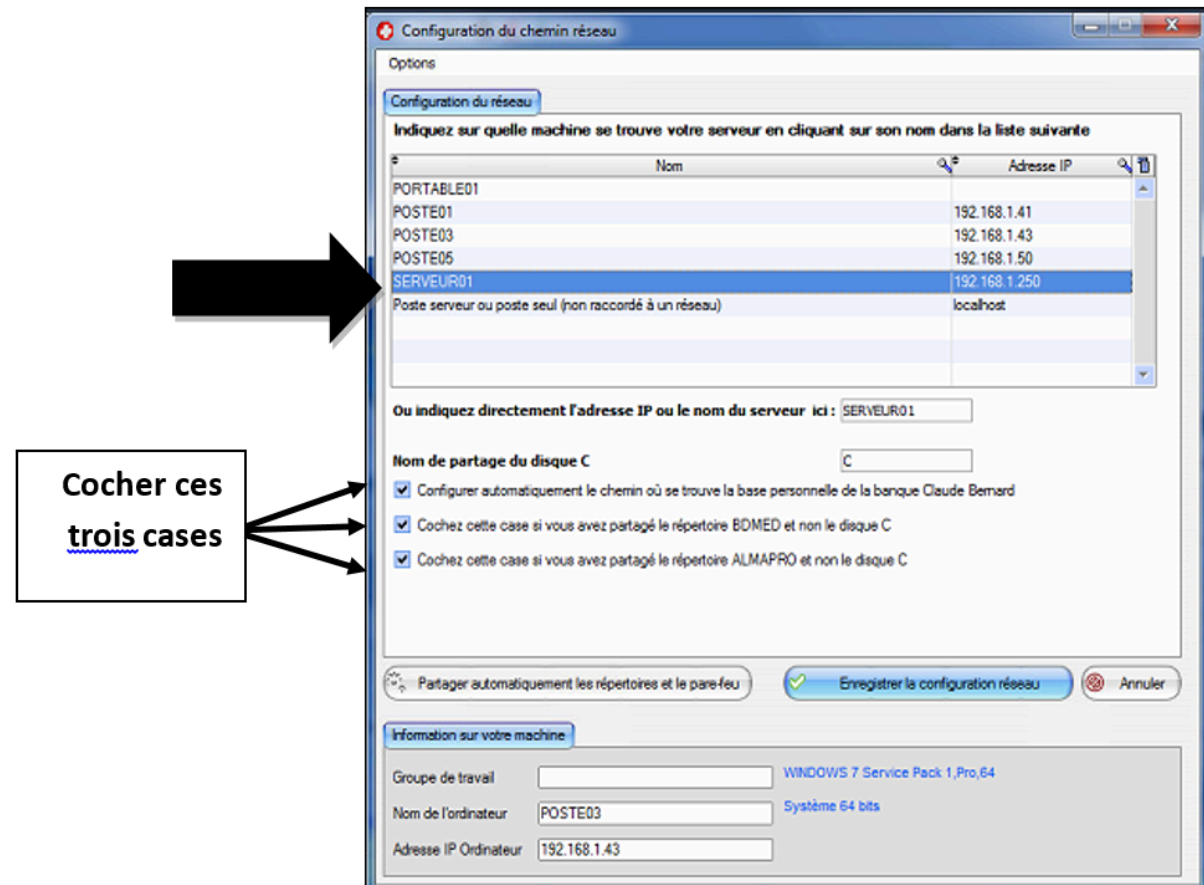 Configuration du chemin réseau
Options
Configuration du réseau
Indiquez sur quelle machine se trouve votre serveur en cliquant sur son nom dans la liste suivante
Nom Adresse IP
PORTABLE01
POSTE01 192.168.1.41
POSTE03 192.168.1.43
POSTE05 192.168.1.50
SERVEUR01 192.168.1.250
Poste serveur ou poste seul (non raccordé à un réseau) localhost
Ou indiquez directement l'adresse IP ou le nom du serveur ici : SERVEUR01
Nom de partage du disque C C
Cocher ces
trois cases
Configurer automatiquement le chemin où se trouve la base personnelle de la banque Claude Bernard
Cochez cette case si vous avez partagé le répertoire BDMED et non le disque C
Cochez cette case si vous avez partagé le répertoire ALMAPRO et non le disque C
Partager automatiquement les répertoires et le pare-feu Enregistrer la configuration réseau Annuler
Information sur votre machine
Groupe de travail WINDOWS 7 Service Pack 1,Pro,64
Nom de l'ordinateur POSTE03 Système 64 bits
Adresse IP Ordinateur 192.168.1.43